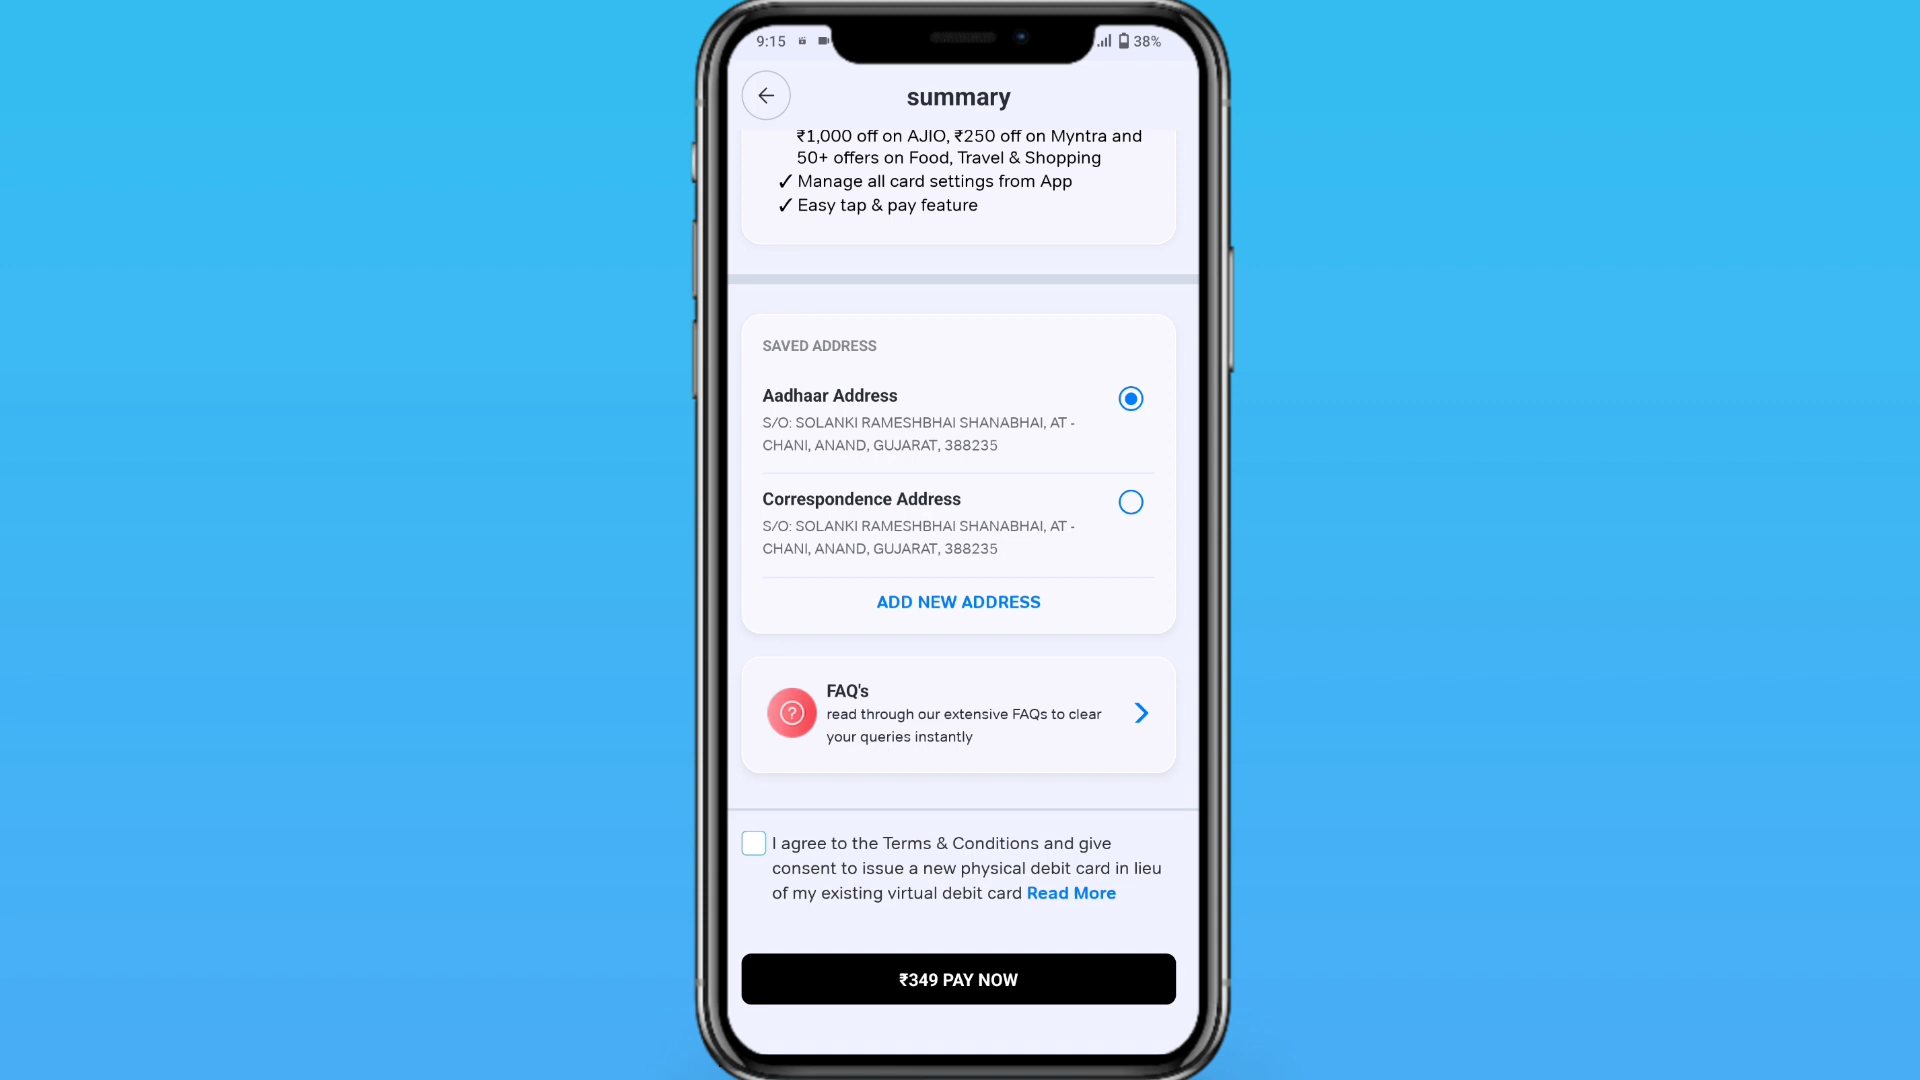 9:15
38%
summary
₹1,000 off on AJIO, ₹250 off on Myntra and
50+ offers on Food, Travel & Shopping
✓ Manage all card settings from App
✓ Easy tap & pay feature
SAVED ADDRESS
Aadhaar Address
S/O: SOLANKI RAMESHBHAI SHANABHAI, AT -
CHANI, ANAND, GUJARAT, 388235
Correspondence Address
S/O: SOLANKI RAMESHBHAI SHANABHAI, AT -
CHANI, ANAND, GUJARAT, 388235
ADD NEW ADDRESS
FAQ's
read through our extensive FAQs to clear
your queries instantly
I agree to the Terms & Conditions and give
consent to issue a new physical debit card in lieu
of my existing virtual debit card Read More
₹349 PAY NOW